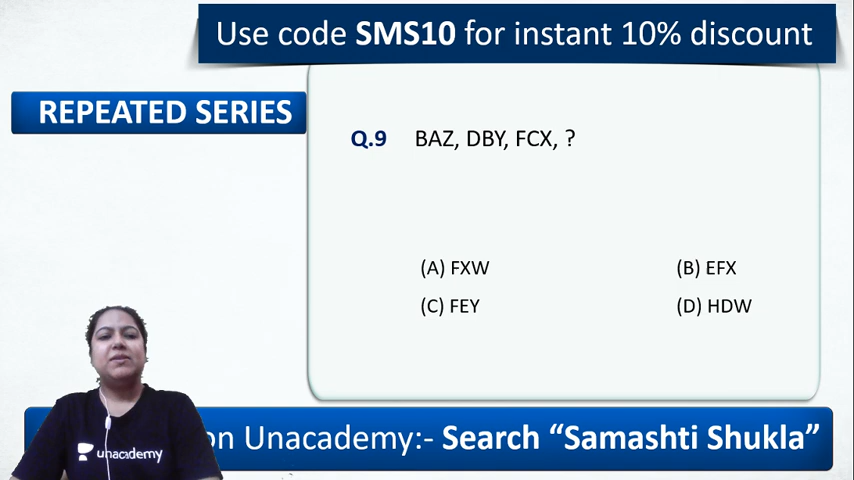 Use code SMS10 for instant 10% discount
REPEATED SERIES
Q.9 BAZ, DBY, FCX, ?
(A) FXW
(B) EFX
(C) FEY
(D) HDW
on Unacademy:- Search “Samashti Shukla”
unacademy